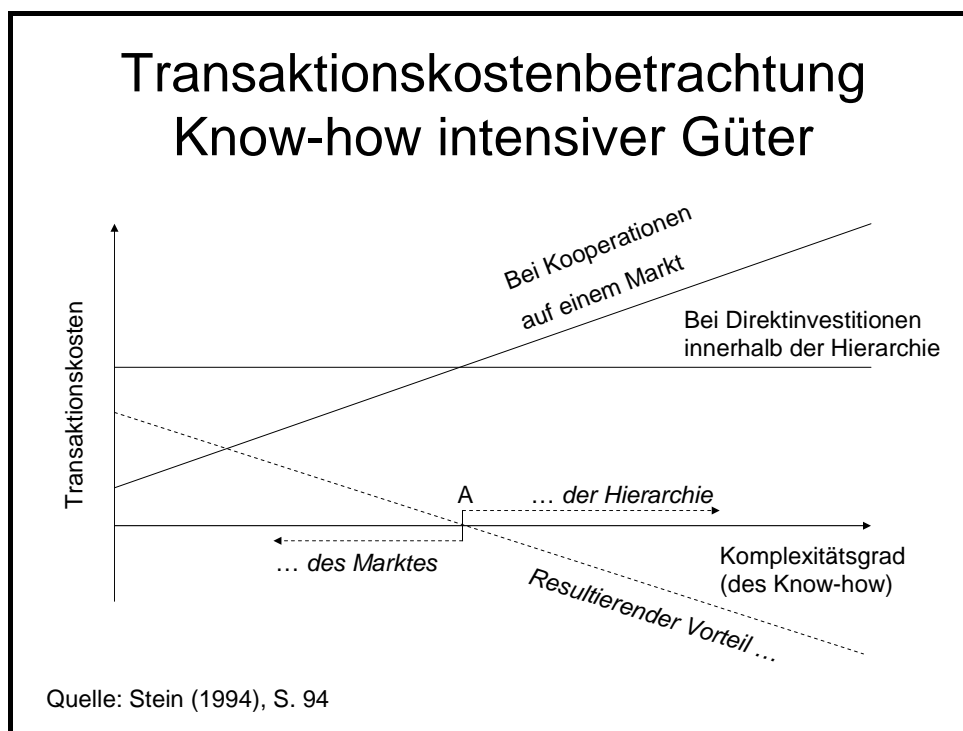 Transaktionskostenbetrachtung
Know-how intensiver Güter
Bei Kooperationen
auf einem Markt
Bei Direktinvestitionen
innerhalb der Hierarchie
Transaktionskosten
A
… der Hierarchie
… des Marktes
Komplexitätsgrad
(des Know-how)
Resultierender Vorteil …
Quelle: Stein (1994), S. 94